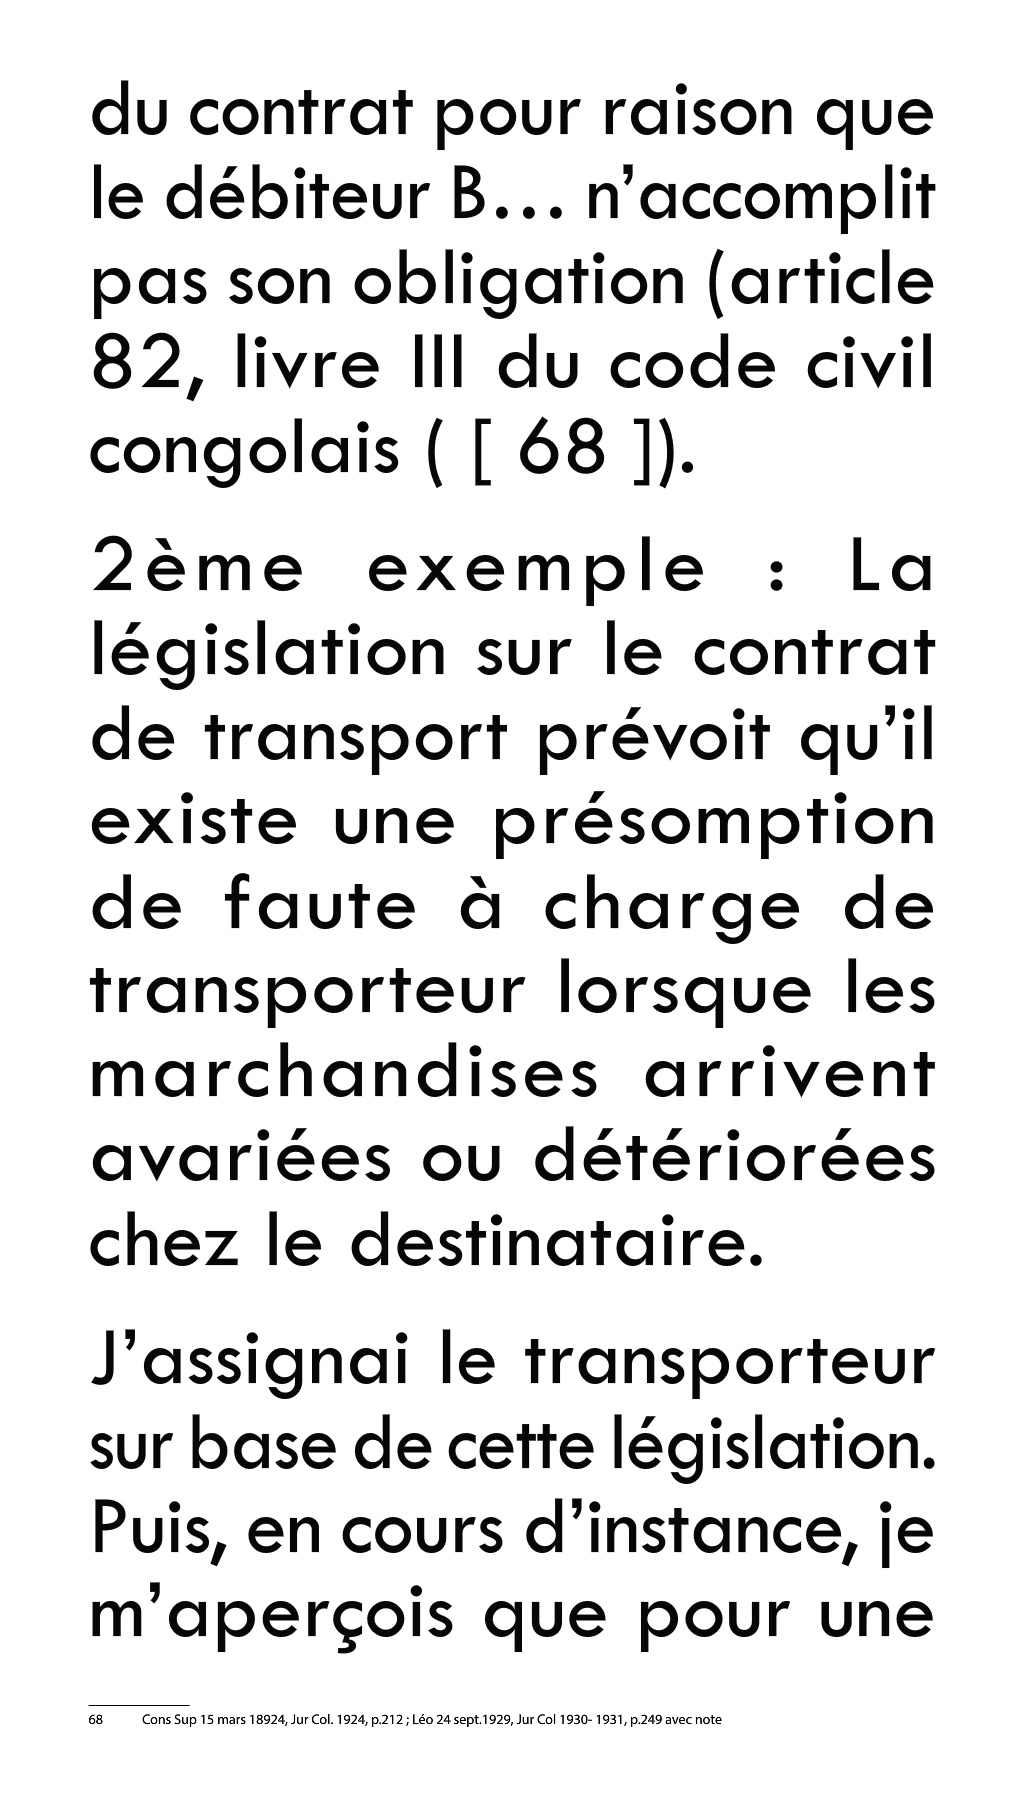 du contrat pour raison que
le débiteur B… n’accomplit
pas son obligation (article
82, livre III du code civil
congolais ( [ 68 ]).
2ème exemple : La
législation sur le contrat
de transport prévoit qu’il
existe une présomption
de faute à charge de
transporteur lorsque les
marchandises arrivent
avariées ou détériorées
chez le destinataire.
J’assignai le transporteur
sur base de cette législation.
Puis, en cours d’instance, je
m’aperçois que pour une
68 Cons Sup 15 mars 18924, Jur Col. 1924, p.212 ; Léo 24 sept.1929, Jur Col 1930- 1931, p.249 avec note